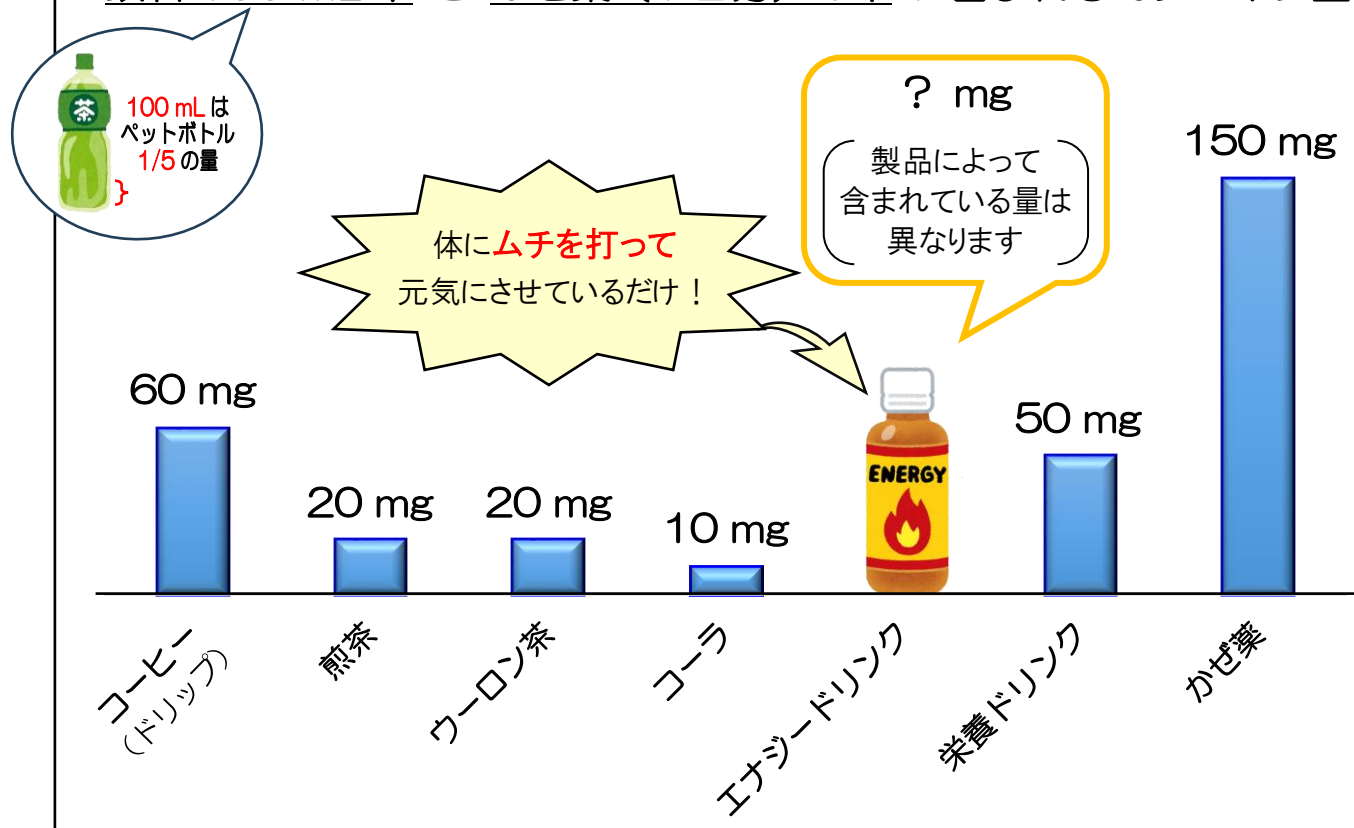 茶
100 mL は
ペットボトル
1/5 の量
}
? mg
製品によって
含まれている量は
異なります
150 mg
体にムチを打って
元気にさせているだけ！
60 mg
20 mg
20 mg
10 mg
ENERGY
50 mg
コーヒー
（ドリップ）
煎茶
ウーロン茶
コーラ
エナジードリンク
栄養ドリンク
かぜ薬